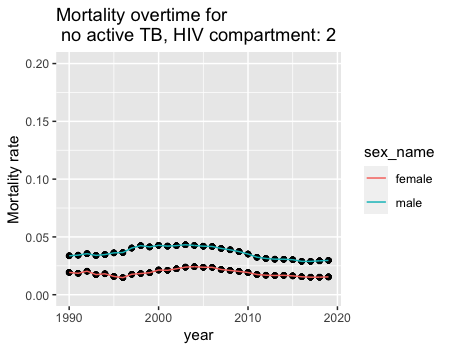 Mortality overtime for
no active TB, HIV compartment: 2
0.20
0.15
0.10
0.05
0.00
Mortality rate
1990
2000
2010
2020
year
sex_name
female
male